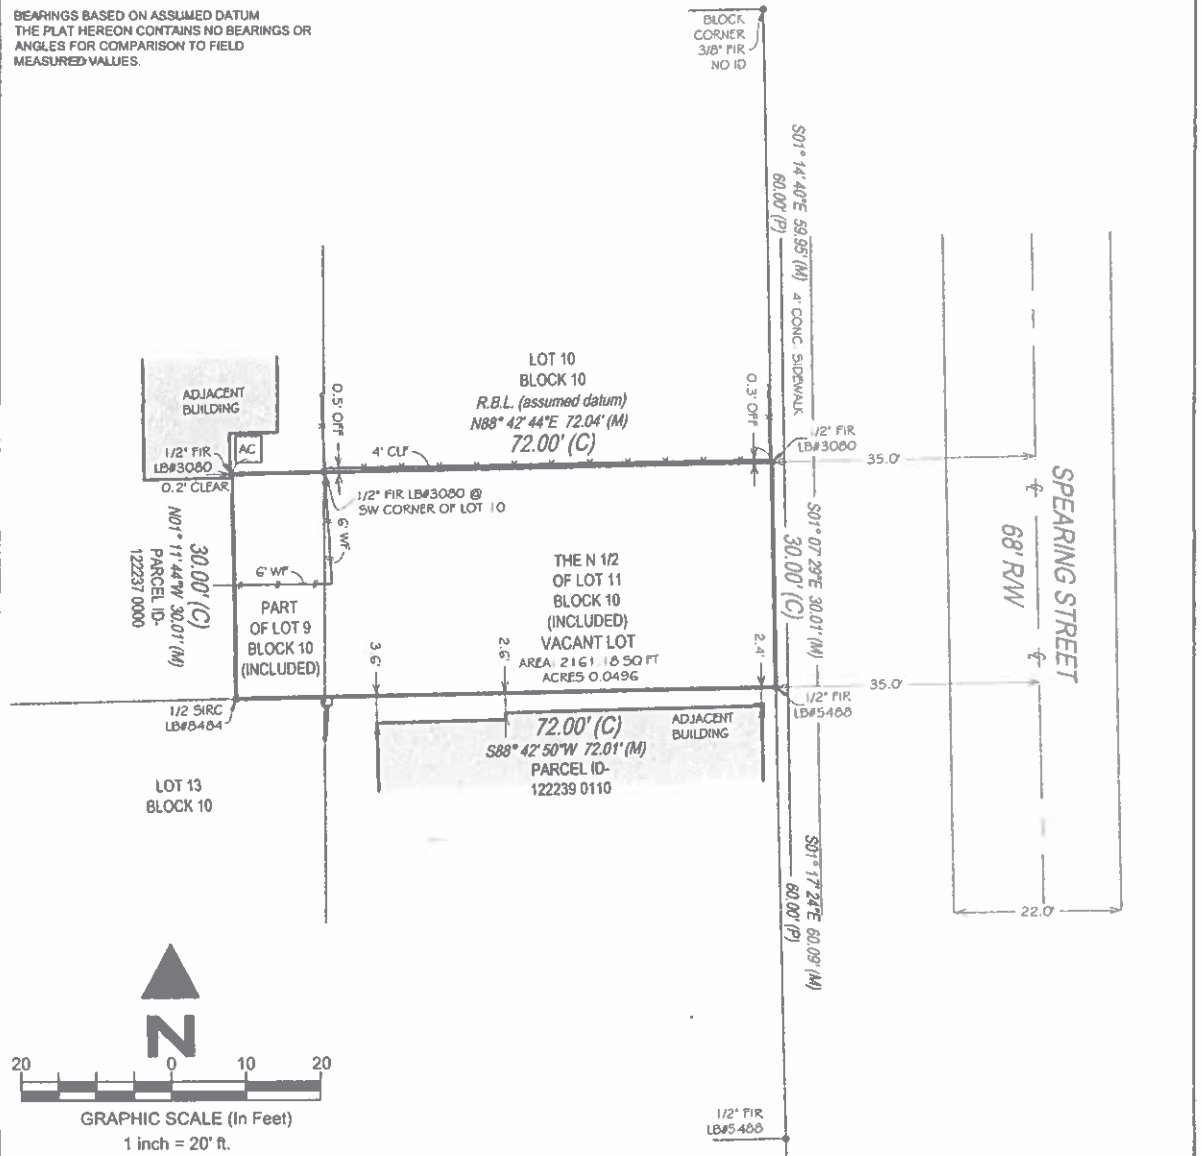 BEARINGS BASED ON ASSUMED DATUM
THE PLAT HEREON CONTAINS NO BEARINGS OR
ANGLES FOR COMPARISON TO FIELD
MEASURED VALUES.
BLOCK
CORNER
3/8" FIR
NO ID
S01° 14' 40"E 59.95' (M)
60.00' (P)
4' CONC. SIDEWALK
LOT 10
BLOCK 10
R.B.L. (assumed datum)
N88° 42' 44"E 72.04' (M)
72.00' (C)
ADJACENT
BUILDING
AC
1/2" FIR
LB#3080
0.2' CLEAR
0.5' OFF
4' CLF
0.3' OFF
1/2" FIR
LB#3080
35.0'
1/2" FIR LB#3080 @
SW CORNER OF LOT 10
6' WF
6' WF
N01° 11' 44"W 30.01' (M)
30.00' (C)
PARCEL ID-
122237 0000
PART
OF LOT 9
BLOCK 10
(INCLUDED)
THE N 1/2
OF LOT 11
BLOCK 10
(INCLUDED)
VACANT LOT
AREA: 2161.18 SQ FT
ACRES 0.0496
S01° 07' 29"E 30.01' (M)
30.00' (C)
SPEARING STREET
68' R/W
3.6'
2.6'
2.4'
35.0'
1/2" FIR
LB#5488
1/2 SIRC
LB#8484
72.00' (C)
S88° 42' 50"W 72.01' (M)
PARCEL ID-
122239 0110
ADJACENT
BUILDING
LOT 13
BLOCK 10
S01° 17' 24"E 60.09' (M)
60.00' (P)
22.0'
N
20 0 10 20
GRAPHIC SCALE (In Feet)
1 inch = 20' ft.
1/2" FIR
LB#5488